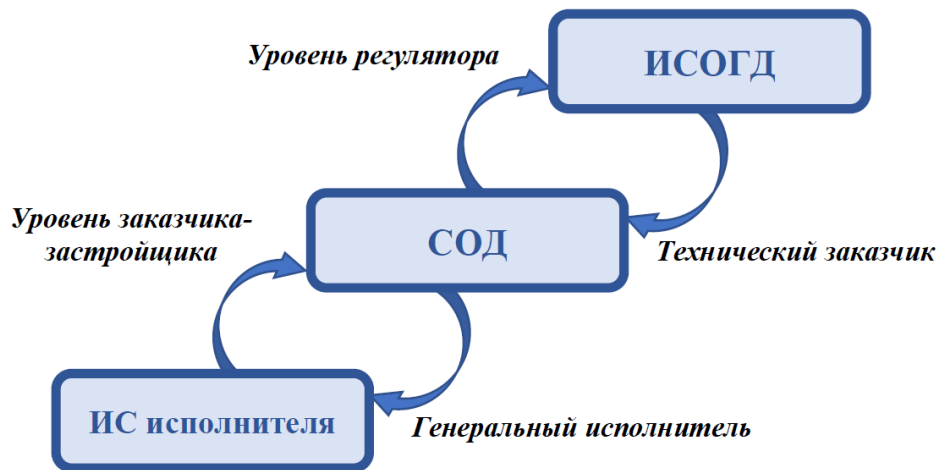 Уровень регулятора
ИСОГД
Уровень заказчика-
застройщика
СОД
Технический заказчик
ИС исполнителя
Генеральный исполнитель